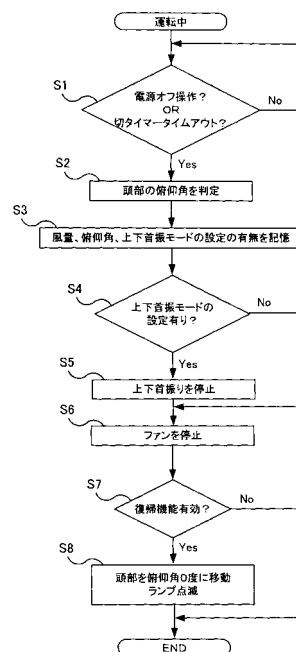 運転中
S1
電源オフ操作?
OR
切タイマータイムアウト?
No
Yes
S2
頭部の俯仰角を判定
S3
風量、俯仰角、上下首振モードの設定の有無を記憶
S4
上下首振モードの
設定有り?
No
Yes
S5
上下首振りを停止
S6
ファンを停止
S7
復帰機能有効?
No
Yes
S8
頭部を俯仰角0度に移動
ランプ点滅
END